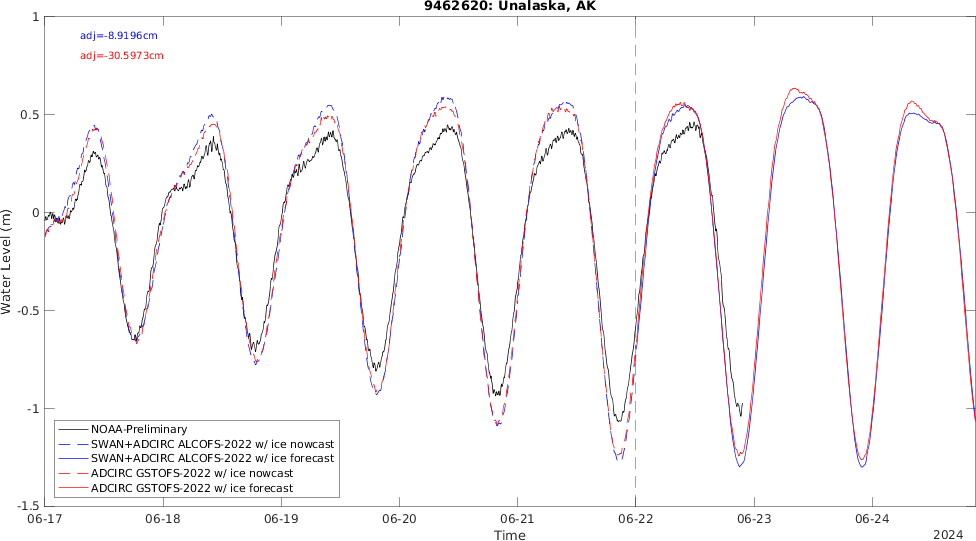 9462620: Unalaska, AK
adj=-8.9196cm
adj=-30.5973cm
1
0.5
0
-0.5
-1
-1.5
Water Level (m)
NOAA-Preliminary
SWAN+ADCIRC ALCOFS-2022 w/ ice nowcast
SWAN+ADCIRC ALCOFS-2022 w/ ice forecast
ADCIRC GSTOFS-2022 w/ ice nowcast
ADCIRC GSTOFS-2022 w/ ice forecast
06-17 06-18 06-19 06-20 06-21 06-22 06-23 06-24
Time
2024